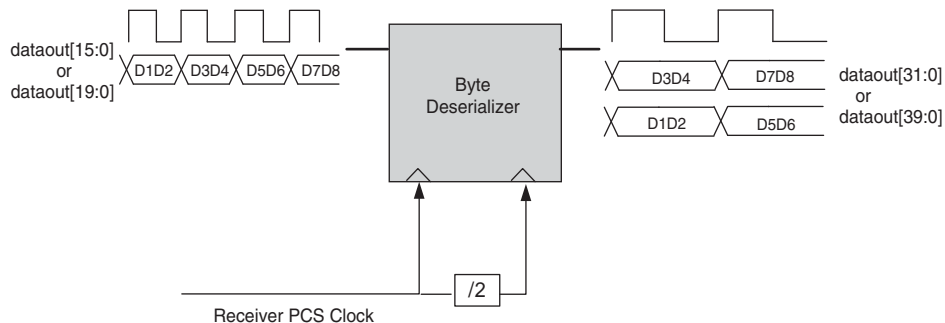 dataout[15:0]
or
dataout[19:0]
D1D2
D3D4
D5D6
D7D8
Byte
Deserializer
D3D4
D7D8
D1D2
D5D6
dataout[31:0]
or
dataout[39:0]
/2
Receiver PCS Clock